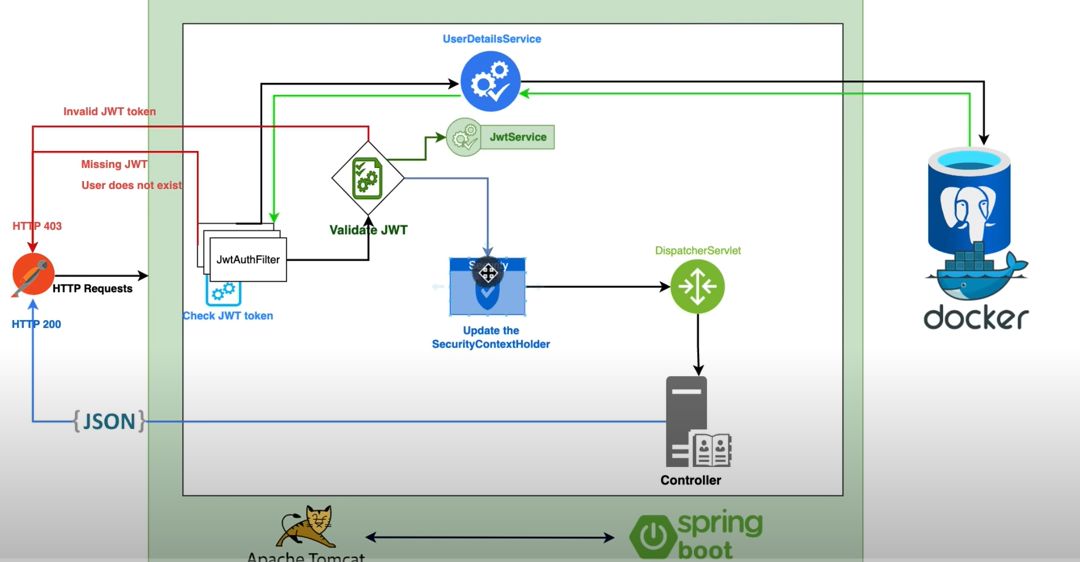 UserDetailsService
Invalid JWT token
JwtService
Missing JWT
User does not exist
HTTP 403
Validate JWT
DispatcherServlet
JwtAuthFilter
HTTP Requests
Check JWT token
HTTP 200
Update the
SecurityContextHolder
docker
{JSON}
Controller
Apache Tomcat
spring
boot